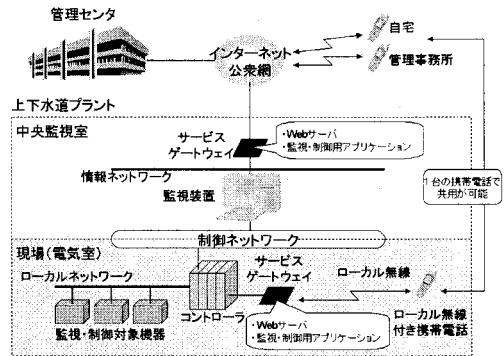 管理センタ
インターネット
公衆網
自宅
管理事務所
上下水道プラント
中央監視室
サービス
ゲートウェイ
・Webサーバ
・監視・制御用アプリケーション
情報ネットワーク
監視装置
1台の携帯電話で
共用が可能
制御ネットワーク
現場(電気室)
サービス
ゲートウェイ
ローカル無線
ローカルネットワーク
コントローラ
ローカル無線
付き携帯電話
監視・制御対象機器
・Webサーバ
・監視・制御用アプリケーション